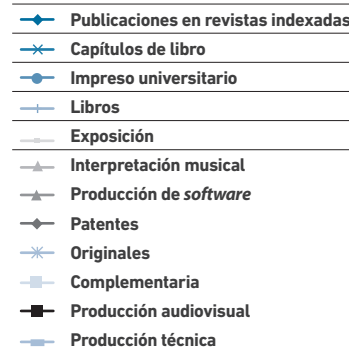 Publicaciones en revistas indexadas
Capítulos de libro
Impreso universitario
Libros
Exposición
Interpretación musical
Producción de software
Patentes
Originales
Complementaria
Producción audiovisual
Producción técnica